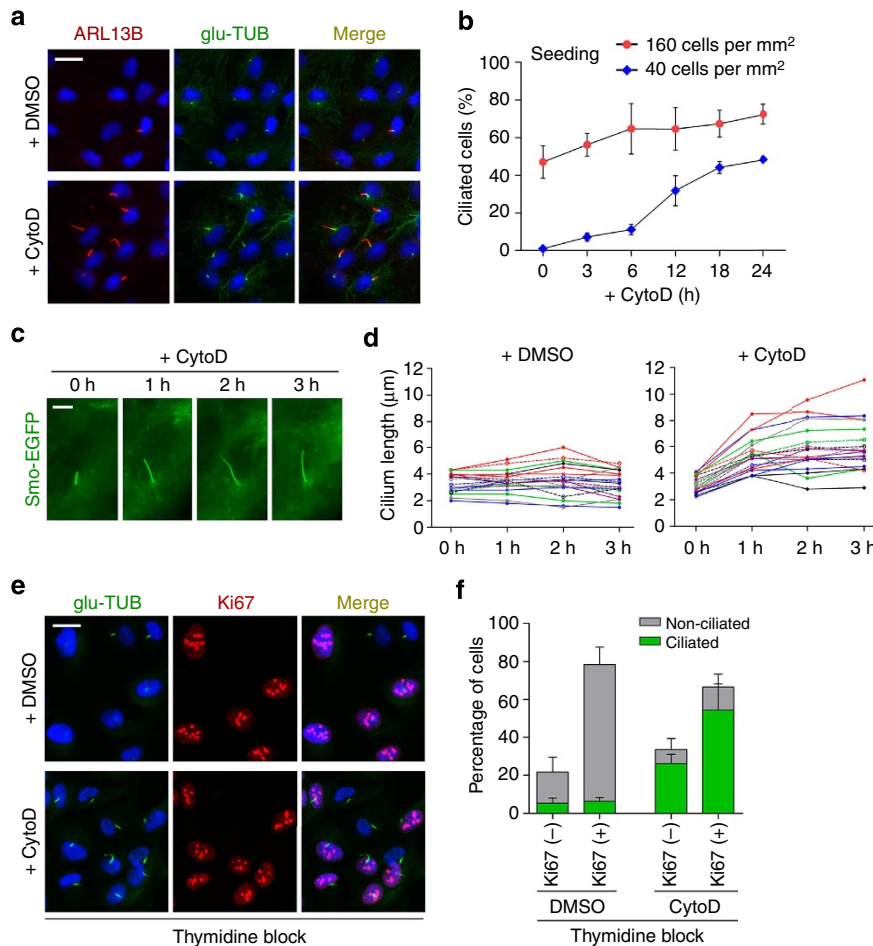 a
ARL13B glu-TUB Merge
+ DMSO
+ CytoD
b
Seeding
160 cells per mm²
40 cells per mm²
Ciliated cells (%)
100
80
60
40
20
0
0 3 6 12 18 24
+ CytoD (h)
c
+ CytoD
0 h 1 h 2 h 3 h
Smo-EGFP
d
+ DMSO
Cilium length (μm)
12
10
8
6
4
2
0
0 h 1 h 2 h 3 h
+ CytoD
12
10
8
6
4
2
0
0 h 1 h 2 h 3 h
e
glu-TUB Ki67 Merge
+ DMSO
+ CytoD
Thymidine block
f
Non-ciliated
Ciliated
Percentage of cells
100
80
60
40
20
0
Ki67 (–) Ki67 (+) Ki67 (–) Ki67 (+)
DMSO CytoD
Thymidine block